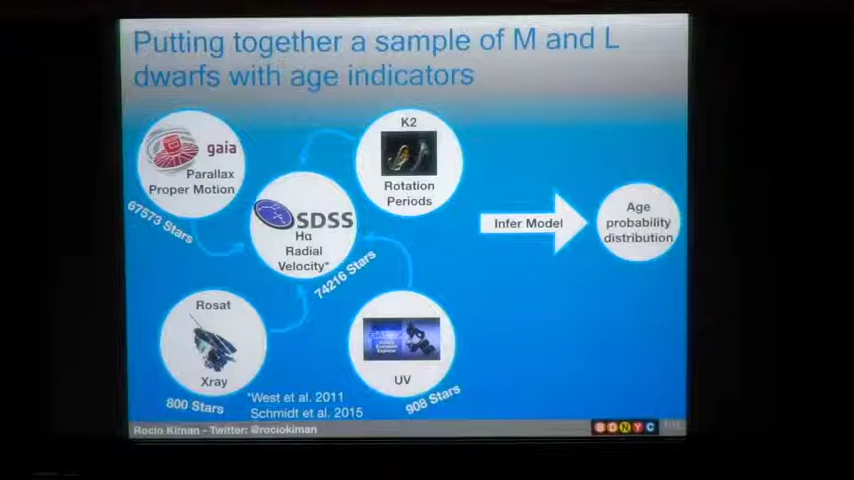 Putting together a sample of M and L
dwarfs with age indicators
gaia
Parallax
Proper Motion
67573 Stars
K2
Rotation
Periods
SDSS
Hα
Radial
Velocity*
74216 Stars
Infer Model
Age
probability
distribution
Rosat
Xray
800 Stars
UV
908 Stars
*West et al. 2011
Schmidt et al. 2015
Rocio Kiman - Twitter: @rociokiman
BDNYC